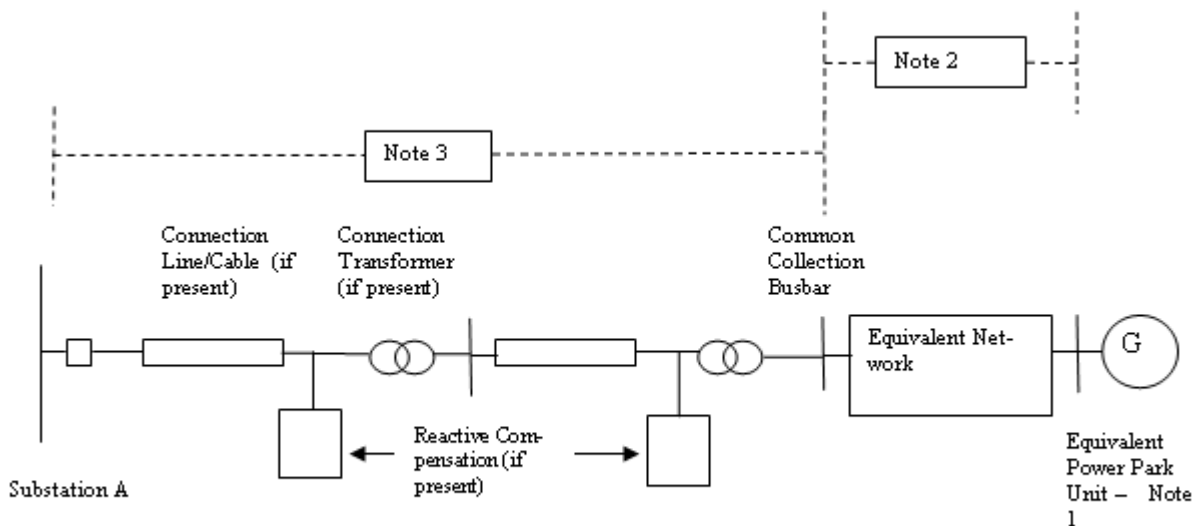 Note 2
Note 3
Connection
Line/Cable (if
present)
Connection
Transformer
(if present)
Common
Collection
Busbar
Equivalent Net-
work
G
Reactive Com-
pensation (if
present)
Substation A
Equivalent
Power Park
Unit – Note
1